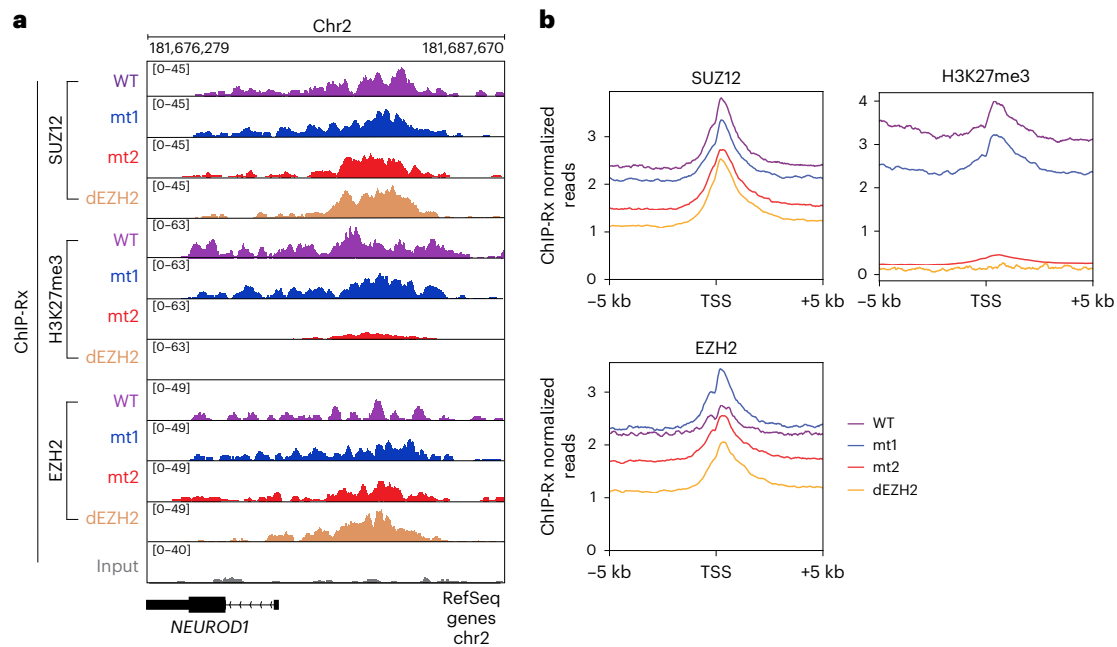 a
Chr2
181,676,279 181,687,670
ChIP-Rx
SUZ12
WT [0–45]
mt1 [0–45]
mt2 [0–45]
dEZH2 [0–45]
H3K27me3
WT [0–63]
mt1 [0–63]
mt2 [0–63]
dEZH2 [0–63]
EZH2
WT [0–49]
mt1 [0–49]
mt2 [0–49]
dEZH2 [0–49]
Input [0–40]
NEUROD1
RefSeq
genes
chr2
b
SUZ12
ChIP-Rx normalized
reads
3
2
1
0
–5 kb TSS +5 kb
H3K27me3
4
3
2
1
0
–5 kb TSS +5 kb
EZH2
ChIP-Rx normalized
reads
3
2
1
0
–5 kb TSS +5 kb
WT
mt1
mt2
dEZH2